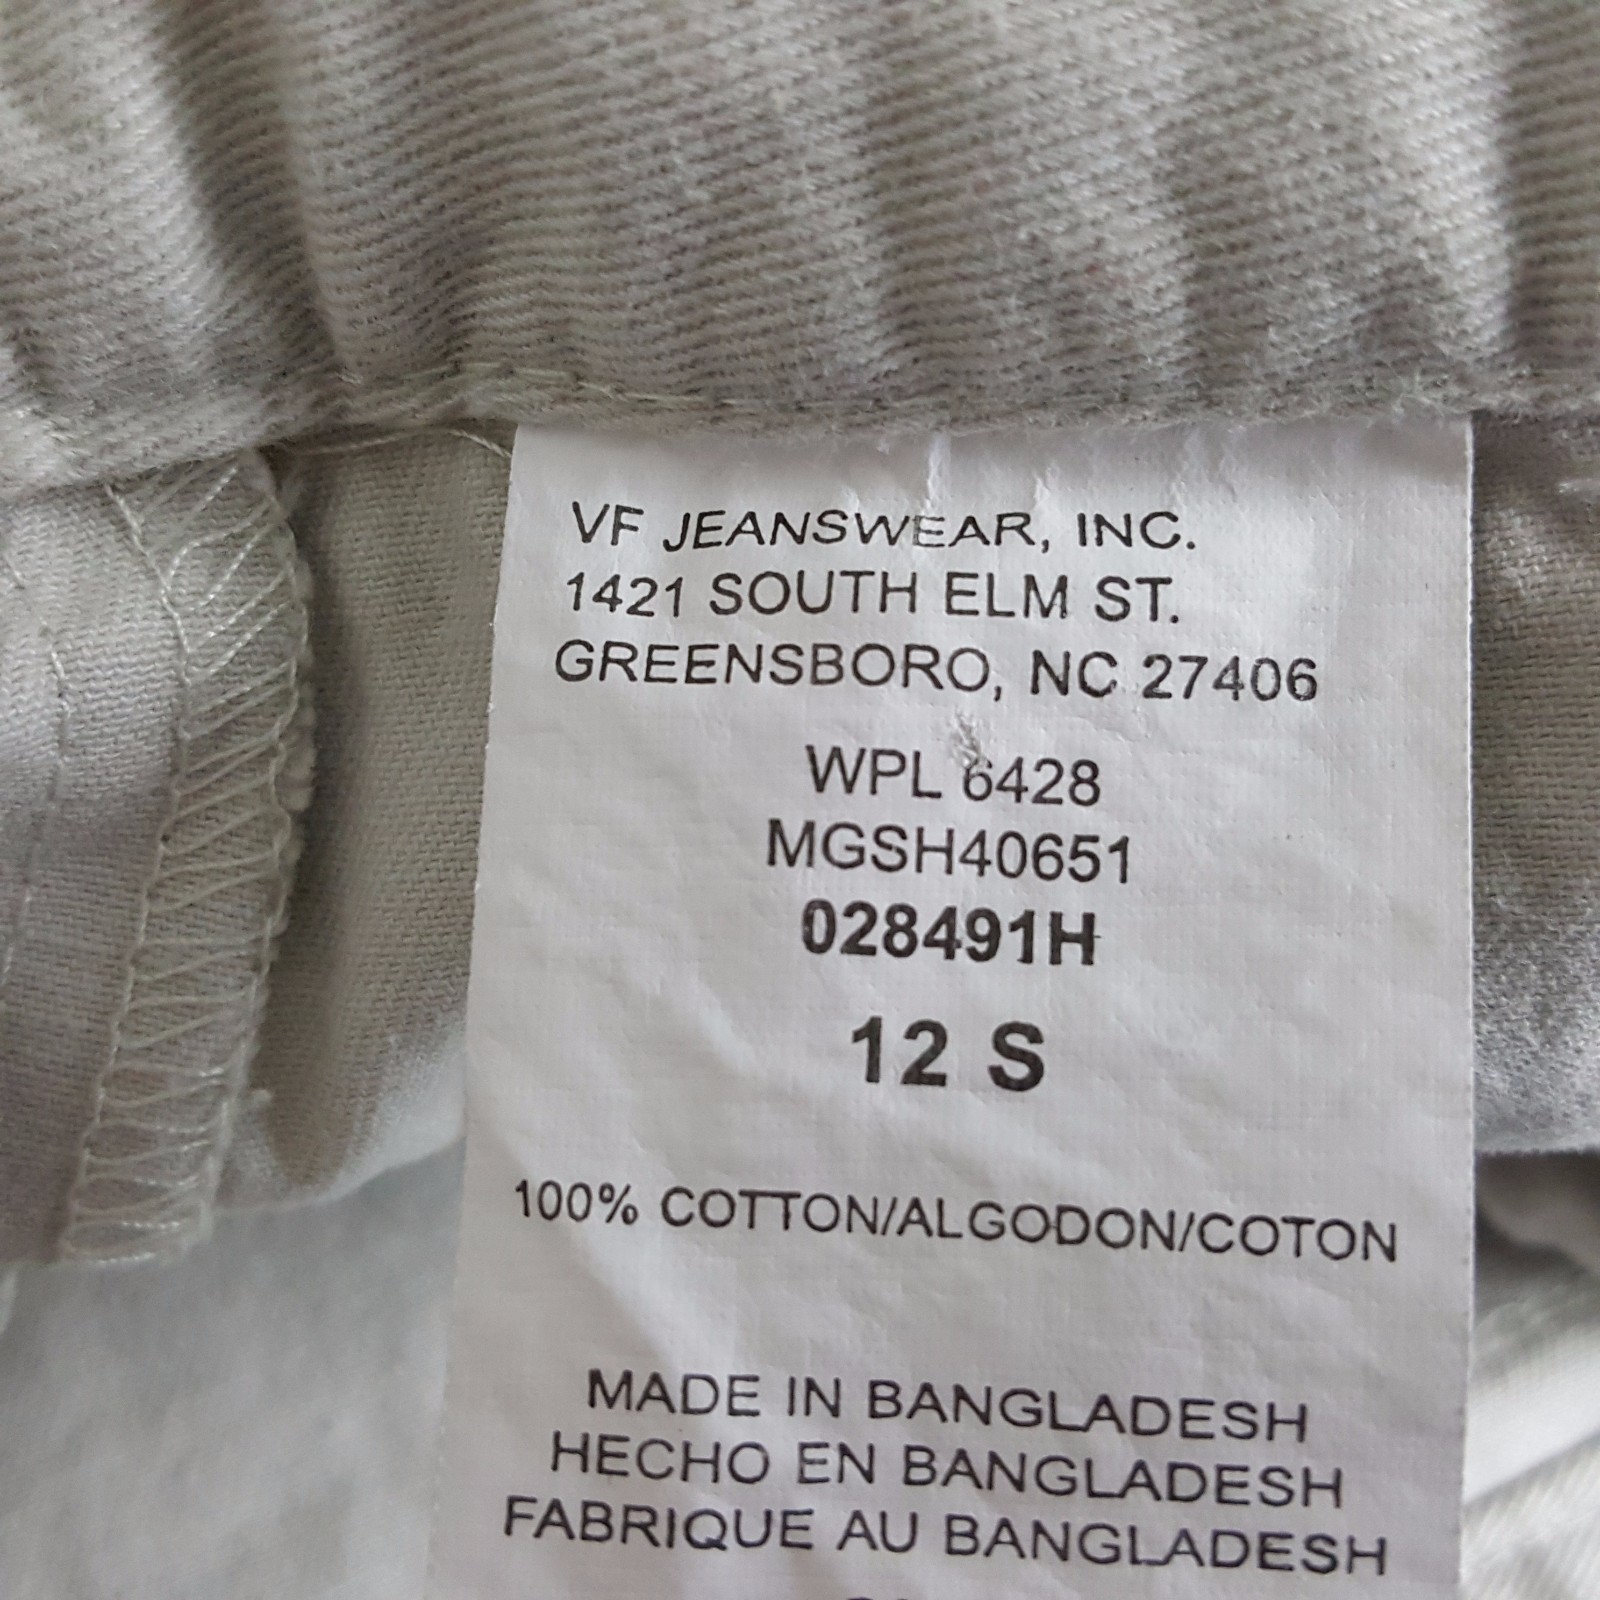 VF JEANSWEAR, INC.
1421 SOUTH ELM ST.
GREENSBORO, NC 27406
WPL 6428
MGSH40651
028491H
12 S
100% COTTON/ALGODON/COTON
MADE IN BANGLADESH
HECHO EN BANGLADESH
FABRIQUE AU BANGLADESH